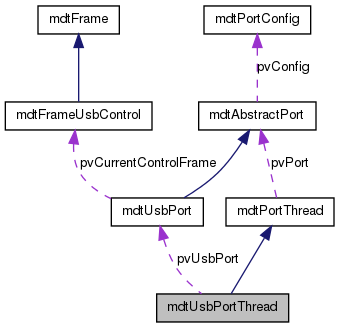 mdtFrame
mdtPortConfig
pvConfig
mdtFrameUsbControl
mdtAbstractPort
pvCurrentControlFrame
pvPort
mdtUsbPort
mdtPortThread
pvUsbPort
mdtUsbPortThread